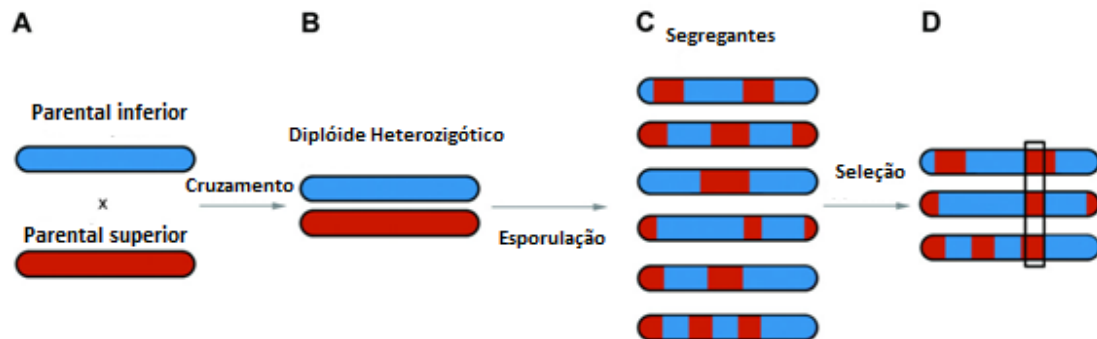 A
B
C
D
Segregantes
Parental inferior
x
Parental superior
Cruzamento
Diplóide Heterozigótico
Esporulação
Seleção